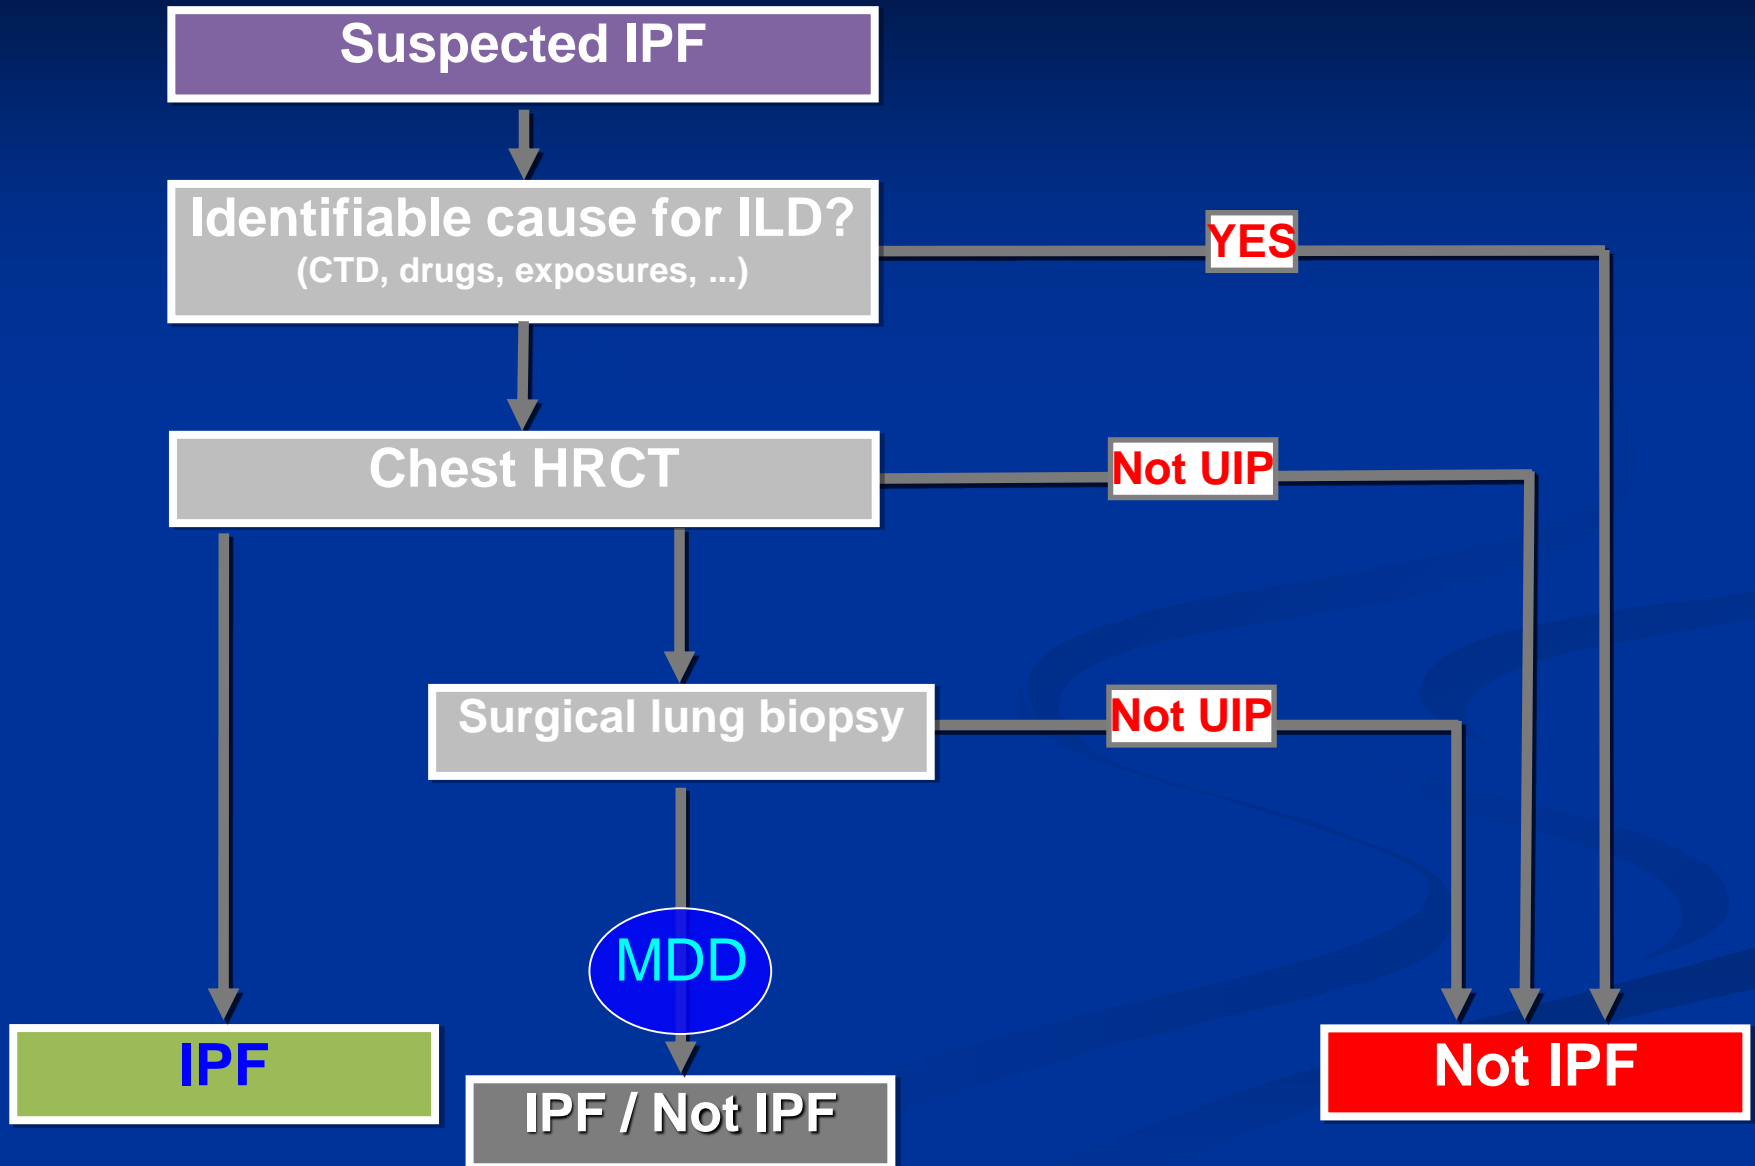 Suspected IPF
Identifiable cause for ILD?
(CTD, drugs, exposures, ...)
YES
Chest HRCT
Not UIP
Surgical lung biopsy
Not UIP
MDD
IPF
IPF / Not IPF
Not IPF